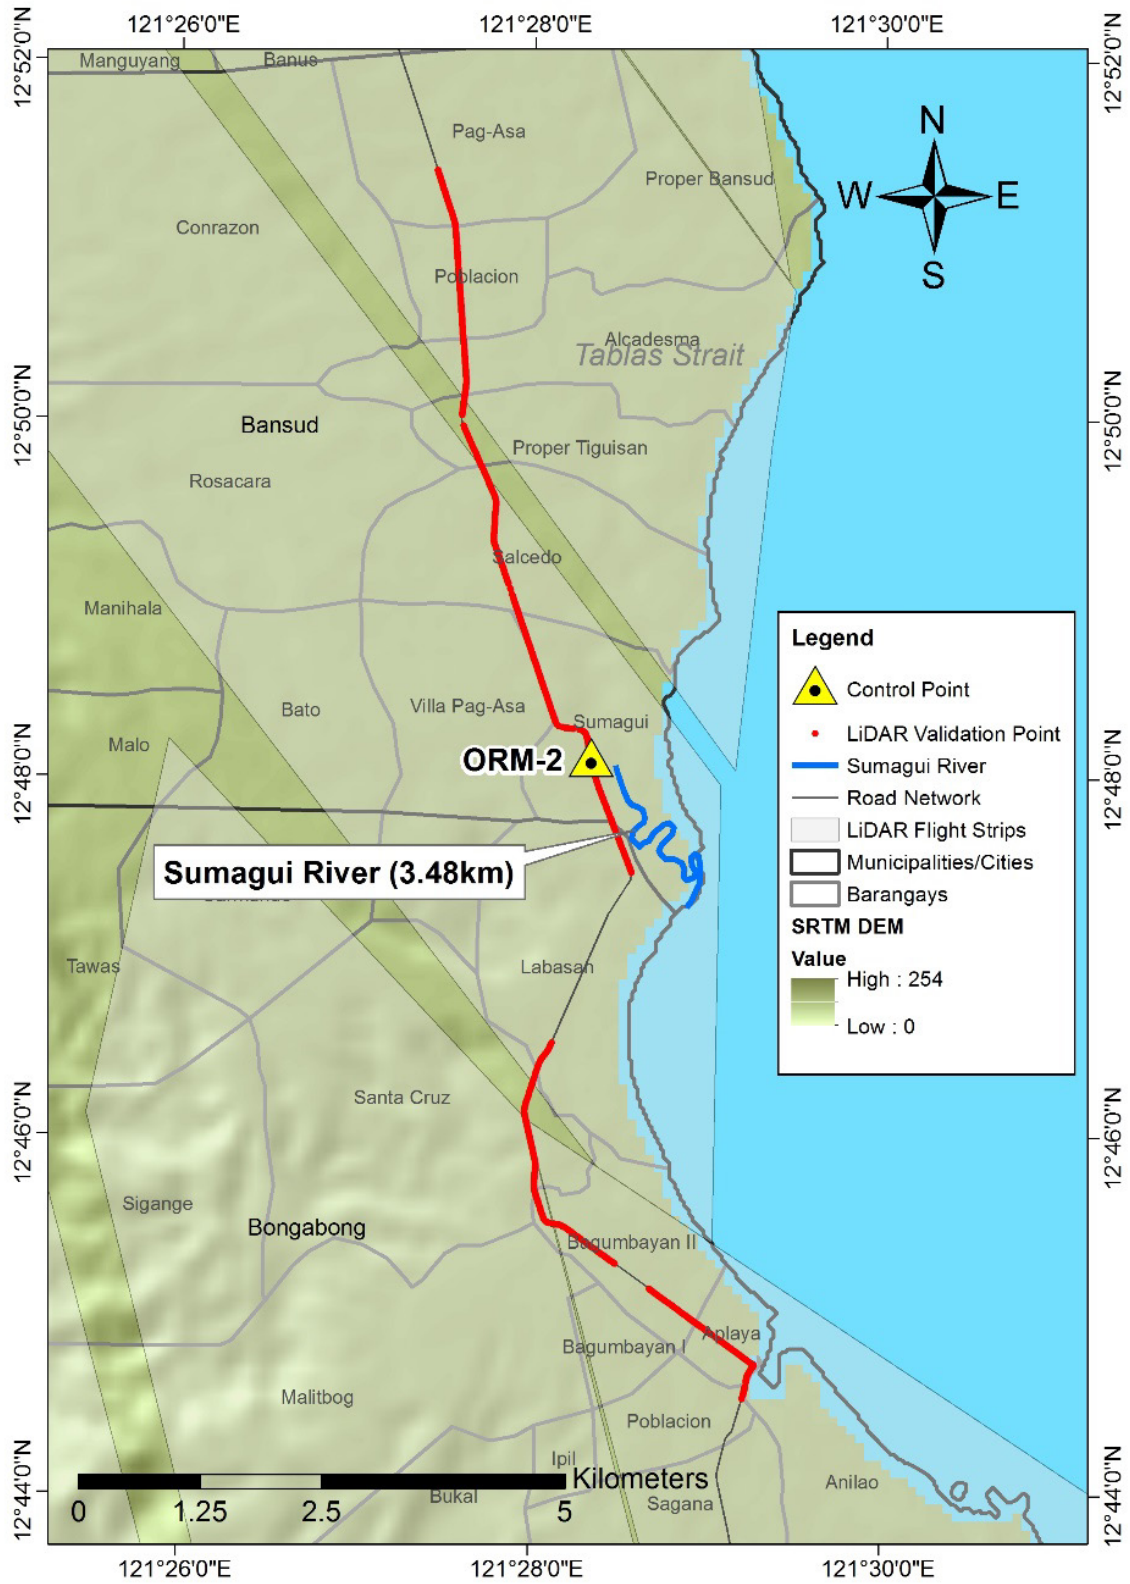 121°26'0"E 121°28'0"E 121°30'0"E
12°52'0"N
12°52'0"N
Manguyang
Banus
Pag-Asa
Proper Bansud
N
W E
S
Conrazon
Poblacion
Alcadesma
Tablas Strait
12°50'0"N
12°50'0"N
Bansud
Proper Tiguisan
Rosacara
Salcedo
Manihala
Bato
Villa Pag-Asa
Sumagui
Malo
ORM-2
12°48'0"N
12°48'0"N
Sumagui River (3.48km)
Legend
Control Point
LiDAR Validation Point
Sumagui River
Road Network
LiDAR Flight Strips
Municipalities/Cities
Barangays
SRTM DEM
Value
High : 254
Low : 0
Tawas
Labasan
Santa Cruz
12°46'0"N
12°46'0"N
Sigange
Bongabong
Bagumbayan II
Aplaya
Bagumbayan I
Malitbog
Poblacion
Ipil
Anilao
Bukal
Sagana
Kilometers
0 1.25 2.5 5
12°44'0"N
12°44'0"N
121°26'0"E 121°28'0"E 121°30'0"E